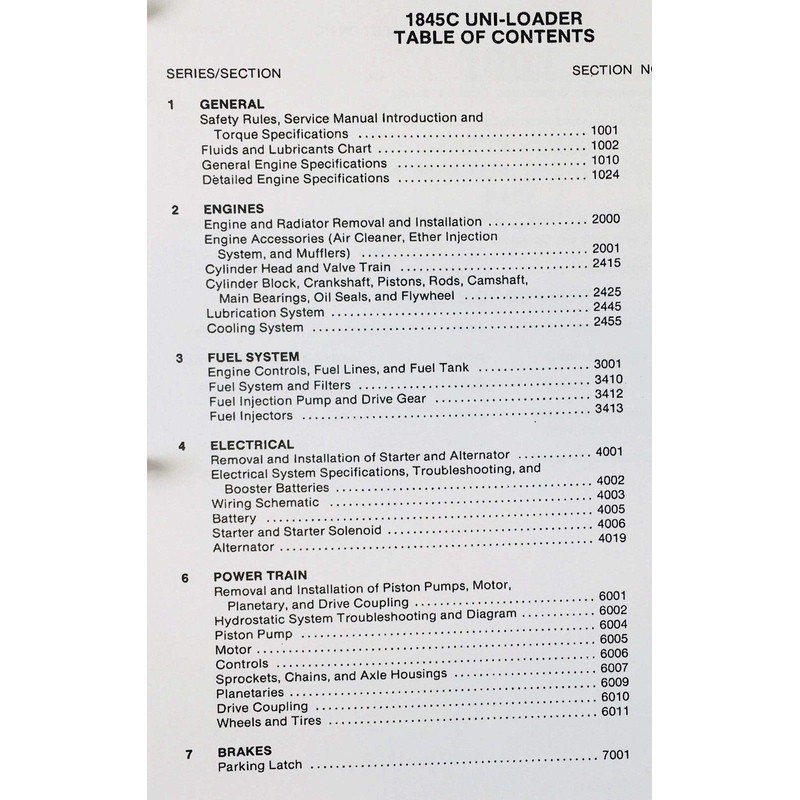 1845C UNI-LOADER
TABLE OF CONTENTS
SERIES/SECTION SECTION
1 GENERAL
Safety Rules, Service Manual Introduction and
Torque Specifications ................................ 1001
Fluids and Lubricants Chart ............................. 1002
General Engine Specifications ........................... 1010
Detailed Engine Specifications ........................... 1024
2 ENGINES
Engine and Radiator Removal and Installation ............... 2000
Engine Accessories (Air Cleaner, Ether Injection
System, and Mufflers) ................................ 2001
Cylinder Head and Valve Train .......................... 2415
Cylinder Block, Crankshaft, Pistons, Rods, Camshaft,
Main Bearings, Oil Seals, and Flywheel .................. 2425
Lubrication System .................................... 2445
Cooling System ....................................... 2455
3 FUEL SYSTEM
Engine Controls, Fuel Lines, and Fuel Tank ................ 3001
Fuel System and Filters ................................ 3410
Fuel Injection Pump and Drive Gear ...................... 3412
Fuel Injectors ........................................ 3413
4 ELECTRICAL
Removal and Installation of Starter and Alternator ............ 4001
Electrical System Specifications, Troubleshooting, and
Booster Batteries .................................... 4002
Wiring Schematic ..................................... 4003
Battery .............................................. 4005
Starter and Starter Solenoid ............................. 4006
Alternator ............................................ 4019
6 POWER TRAIN
Removal and Installation of Piston Pumps, Motor,
Planetary, and Drive Coupling .......................... 6001
Hydrostatic System Troubleshooting and Diagram ........... 6002
Piston Pump ......................................... 6004
Motor ............................................... 6005
Controls ............................................. 6006
Sprockets, Chains, and Axle Housings .................... 6007
Planetaries ........................................... 6009
Drive Coupling ........................................ 6010
Wheels and Tires ...................................... 6011
7 BRAKES
Parking Latch ........................................ 7001